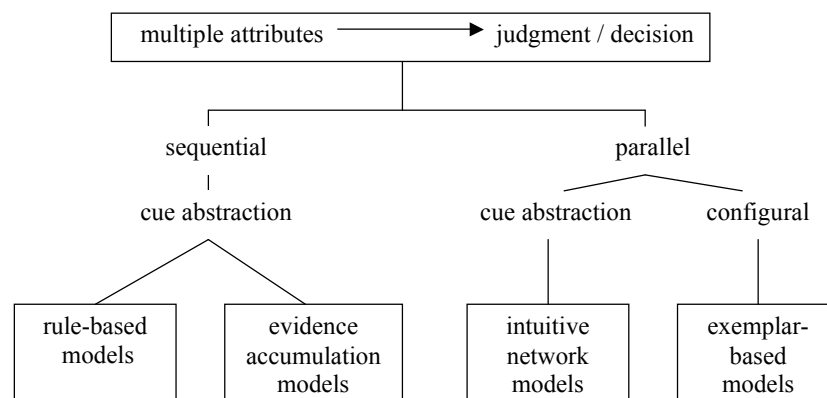 multiple attributes judgment / decision
sequential parallel
cue abstraction cue abstraction configural
rule-based
models
evidence
accumulation
models
intuitive
network
models
exemplar-
based
models